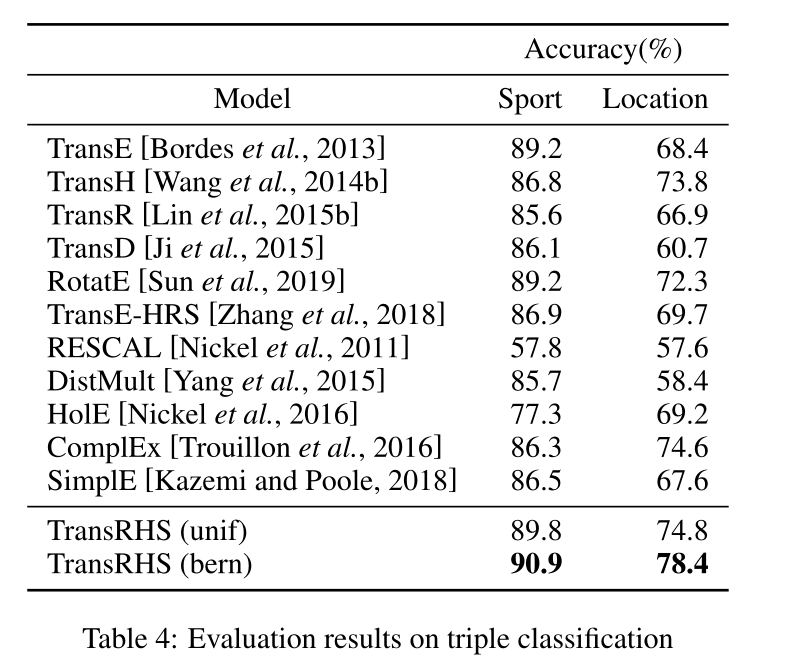 Accuracy(%)
Model Sport Location
TransE [Bordes et al., 2013] 89.2 68.4
TransH [Wang et al., 2014b] 86.8 73.8
TransR [Lin et al., 2015b] 85.6 66.9
TransD [Ji et al., 2015] 86.1 60.7
RotatE [Sun et al., 2019] 89.2 72.3
TransE-HRS [Zhang et al., 2018] 86.9 69.7
RESCAL [Nickel et al., 2011] 57.8 57.6
DistMult [Yang et al., 2015] 85.7 58.4
HolE [Nickel et al., 2016] 77.3 69.2
ComplEx [Trouillon et al., 2016] 86.3 74.6
SimplE [Kazemi and Poole, 2018] 86.5 67.6
TransRHS (unif) 89.8 74.8
TransRHS (bern) 90.9 78.4
Table 4: Evaluation results on triple classification